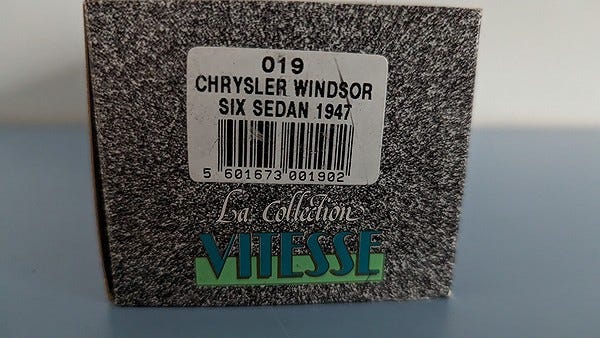 019
CHRYSLER WINDSOR
SIX SEDAN 1947
5 601673 001902
La Collection
VITESSE